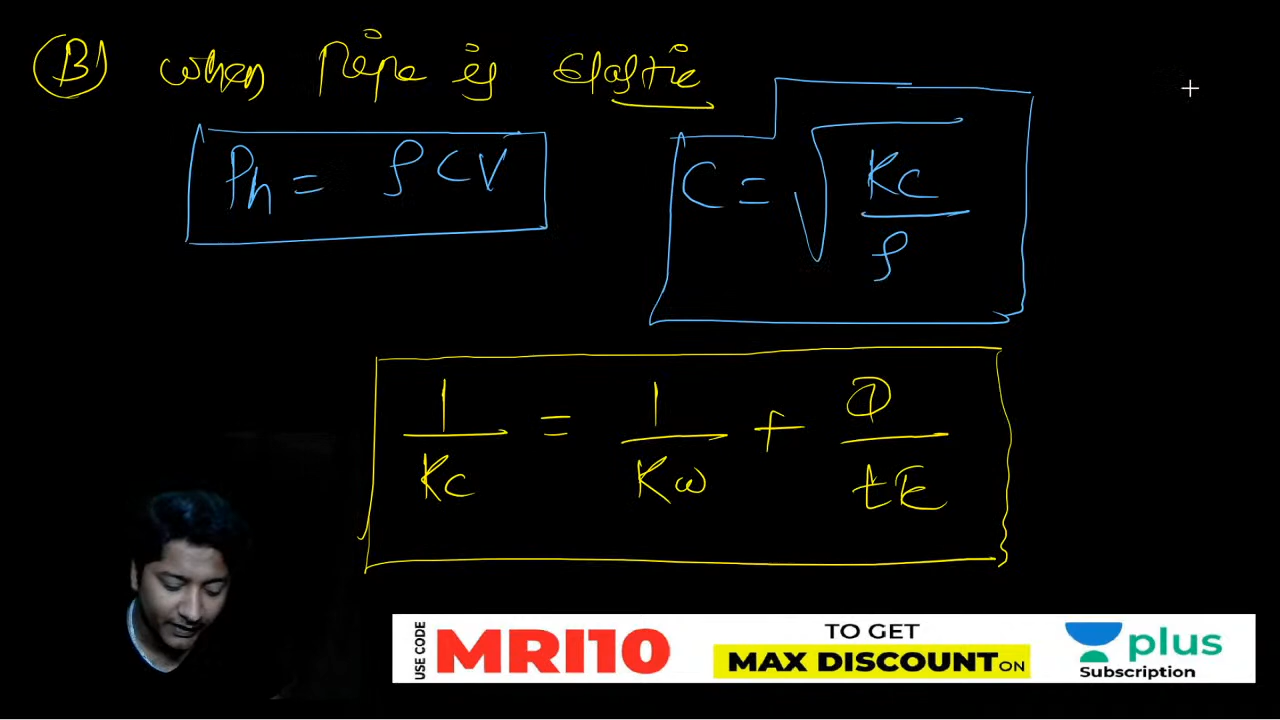 (B) When Pipe is Elastic
Ph = ρCV
C = √(Kc/ρ)
1/Kc = 1/Kω + D/tE
USE CODE MRI10 TO GET MAX DISCOUNT ON plus Subscription